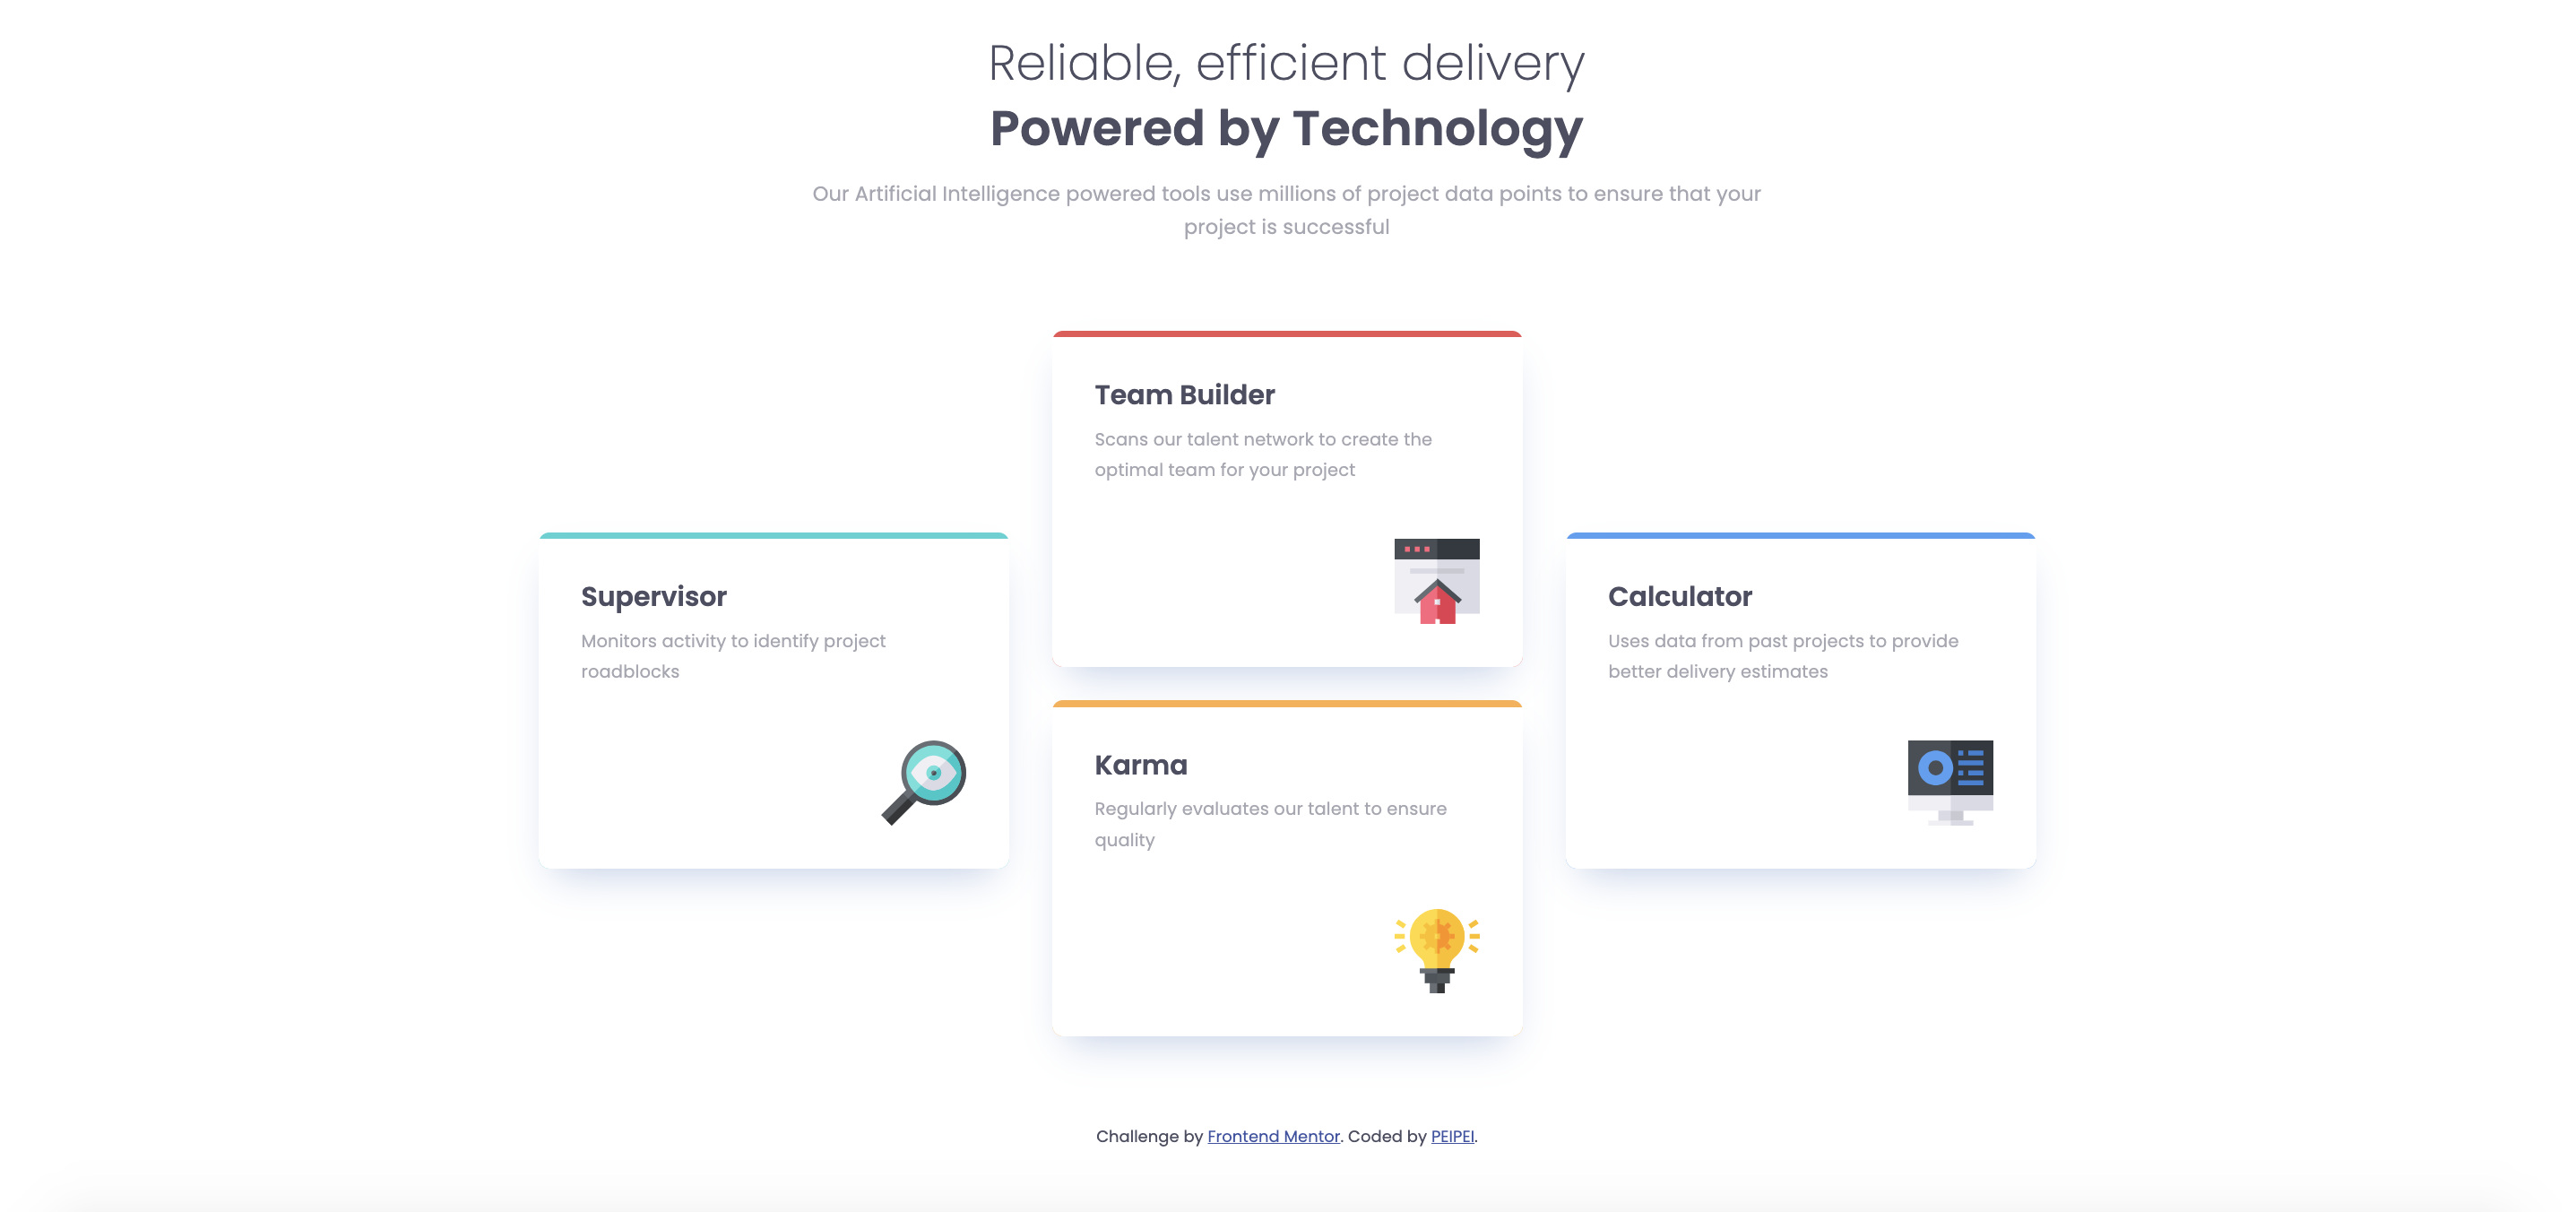 Reliable, efficient delivery
Powered by Technology
Our Artificial Intelligence powered tools use millions of project data points to ensure that your
project is successful
Team Builder
Scans our talent network to create the
optimal team for your project
Supervisor
Monitors activity to identify project
roadblocks
Calculator
Uses data from past projects to provide
better delivery estimates
Karma
Regularly evaluates our talent to ensure
quality
Challenge by Frontend Mentor. Coded by PEIPEI.